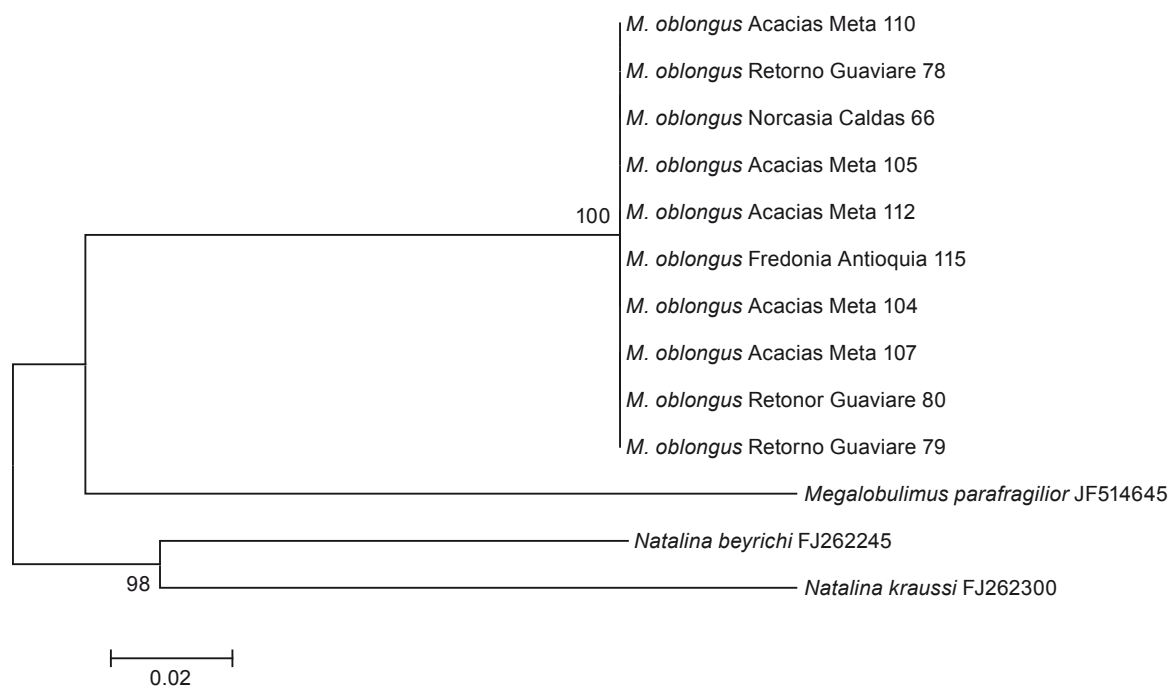 M. oblongus Acacias Meta 110
M. oblongus Retorno Guaviare 78
M. oblongus Norcasia Caldas 66
M. oblongus Acacias Meta 105
M. oblongus Acacias Meta 112
100
M. oblongus Fredonia Antioquia 115
M. oblongus Acacias Meta 104
M. oblongus Acacias Meta 107
M. oblongus Retonor Guaviare 80
M. oblongus Retorno Guaviare 79
Megalobulimus parafragilior JF514645
Natalina beyrichi FJ262245
98
Natalina kraussi FJ262300
0.02